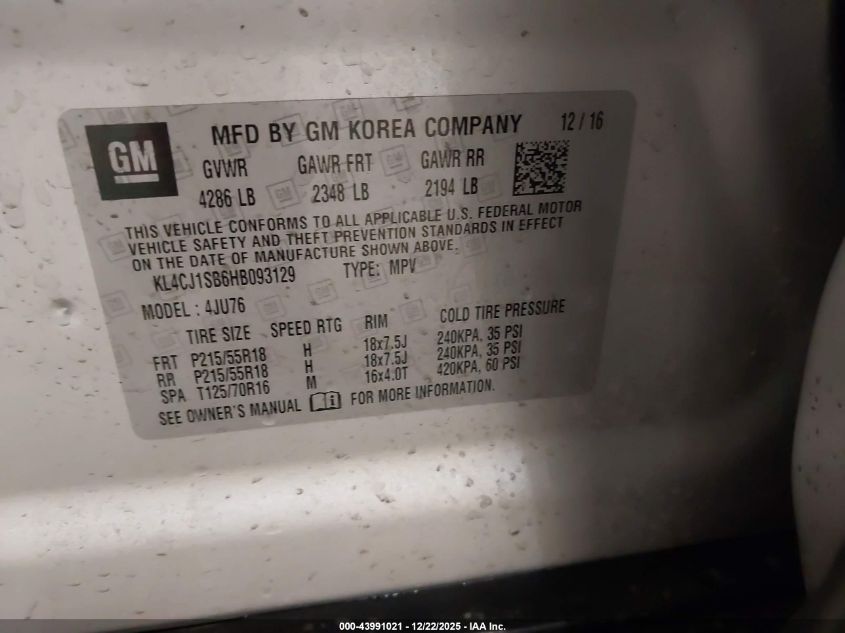 GM
MFD BY GM KOREA COMPANY 12 / 16
GVWR GAWR FRT GAWR RR
4286 LB 2348 LB 2194 LB
THIS VEHICLE CONFORMS TO ALL APPLICABLE U.S. FEDERAL MOTOR
VEHICLE SAFETY AND THEFT PREVENTION STANDARDS IN EFFECT
ON THE DATE OF MANUFACTURE SHOWN ABOVE.
KL4CJ1SB6HB093129 TYPE: MPV
MODEL : 4JU76
TIRE SIZE SPEED RTG RIM COLD TIRE PRESSURE
FRT P215/55R18 H 18x7.5J 240KPA, 35 PSI
RR P215/55R18 H 18x7.5J 240KPA, 35 PSI
SPA T125/70R16 M 16x4.0T 420KPA, 60 PSI
SEE OWNER'S MANUAL FOR MORE INFORMATION.
000-43991021 - 12/22/2025 - IAA Inc.